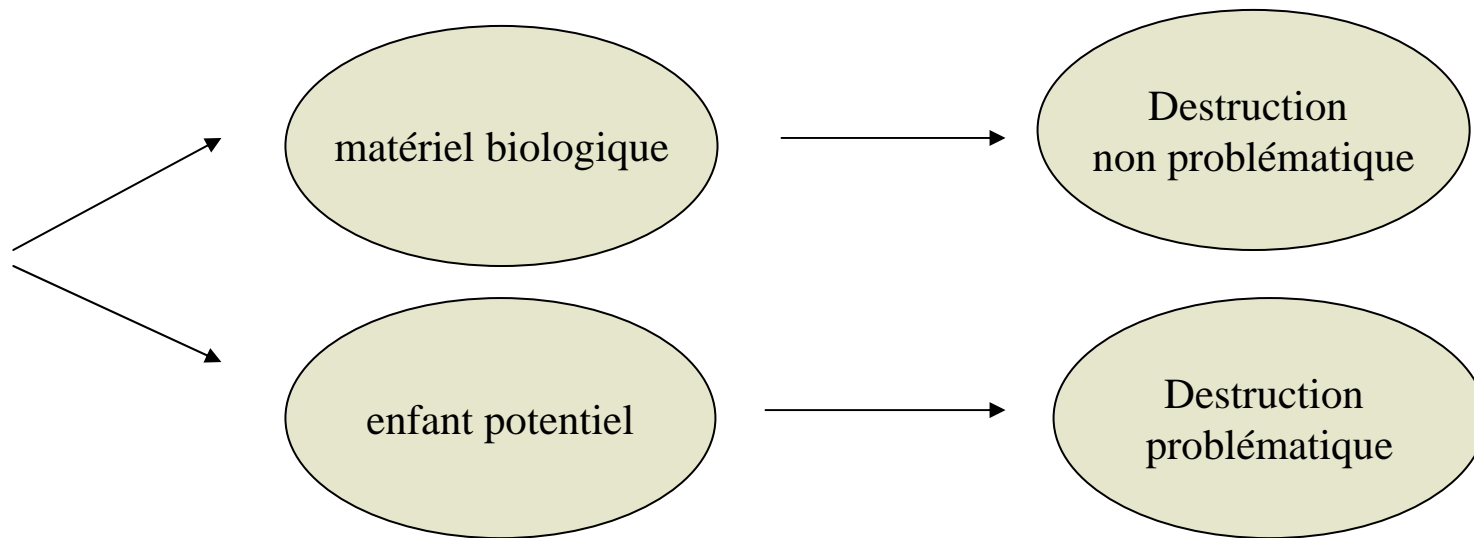 matériel biologique
Destruction
non problématique
enfant potentiel
Destruction
problématique